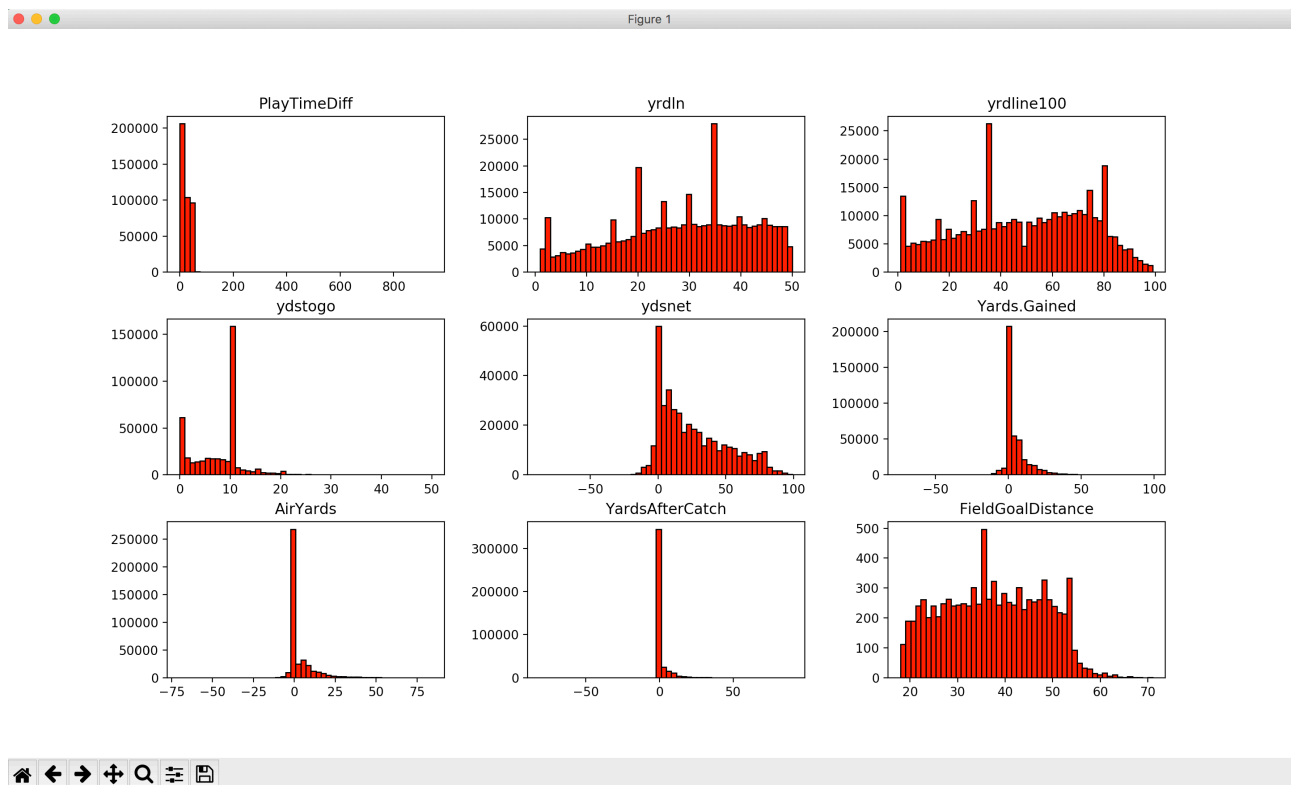 Figure 1
PlayTimeDiff
200000
150000
100000
50000
0
0 200 400 600 800
yrdln
25000
20000
15000
10000
5000
0
0 10 20 30 40 50
yrdline100
25000
20000
15000
10000
5000
0
0 20 40 60 80 100
ydstogo
150000
100000
50000
0
0 10 20 30 40 50
ydsnet
60000
40000
20000
0
−50 0 50 100
Yards.Gained
200000
150000
100000
50000
0
−50 0 50 100
AirYards
250000
200000
150000
100000
50000
0
−75 −50 −25 0 25 50 75
YardsAfterCatch
300000
200000
100000
0
−50 0 50
FieldGoalDistance
500
400
300
200
100
0
20 30 40 50 60 70